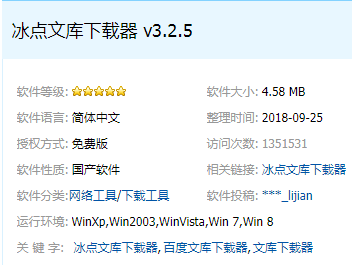 冰点文库下载器 v3.2.5
软件等级:
软件大小: 4.58 MB
软件语言: 简体中文
整理时间: 2018-09-25
授权方式: 免费版
访问次数: 1351531
软件性质: 国产软件
相关链接: 冰点文库下载器
软件分类:网络工具/下载工具
软件投稿: ***_lijian
运行环境: WinXp,Win2003,WinVista,Win 7,Win 8
关 键 字: 冰点文库下载器, 百度文库下载器, 文库下载器